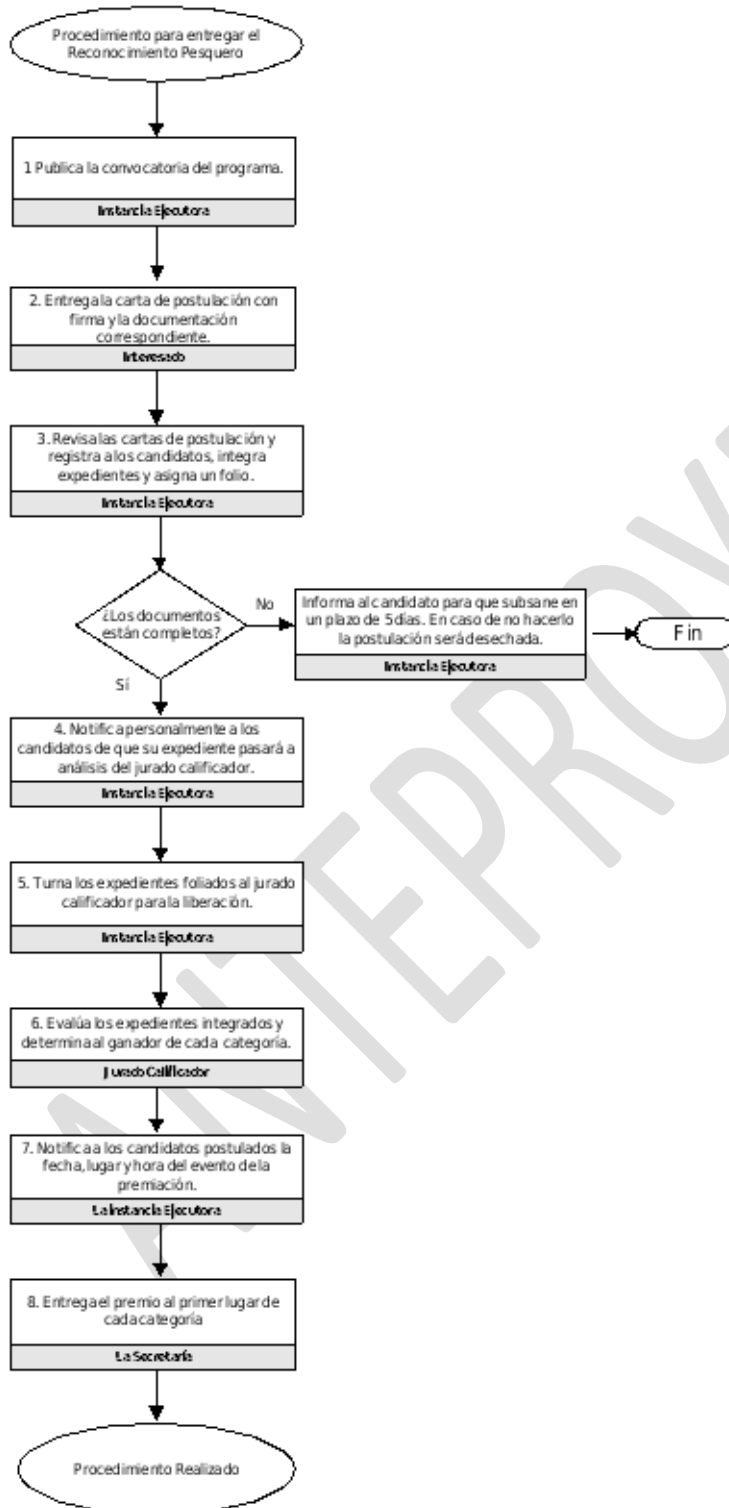 Procedimiento para entregar el
Reconocimiento Pesquero
1 Publica la convocatoria del programa.
Instancia Ejecutora
2. Entrega la carta de postulación con
firma y la documentación
correspondiente.
Interesado
3. Revisa las cartas de postulación y
registra a los candidatos, integra
expedientes y asigna un folio.
Instancia Ejecutora
¿Los documentos
están completos?
No
Informa al candidato para que subsane en
un plazo de 5 días. En caso de no hacerlo
la postulación será desechada.
Instancia Ejecutora
Fin
Sí
4. Notifica personalmente a los
candidatos de que su expediente pasará a
análisis del jurado calificador.
Instancia Ejecutora
5. Turna los expedientes foliados al jurado
calificador para la liberación.
Instancia Ejecutora
6. Evalúa los expedientes integrados y
determina al ganador de cada categoría.
Jurado Calificador
7. Notifica a los candidatos postulados la
fecha, lugar y hora del evento de la
premiación.
La Instancia Ejecutora
8. Entrega el premio al primer lugar de
cada categoría
La Secretaría
Procedimiento Realizado
ANTEPROY